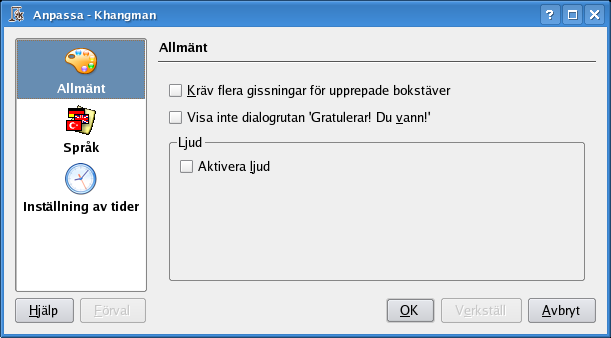 Anpassa - Khangman
Allmänt
Språk
Inställning av tider
Allmänt
Kräv flera gissningar för upprepade bokstäver
Visa inte dialogrutan 'Gratulerar! Du vann!'
Ljud
Aktivera ljud
Hjälp
Förval
OK
Verkställ
Avbryt